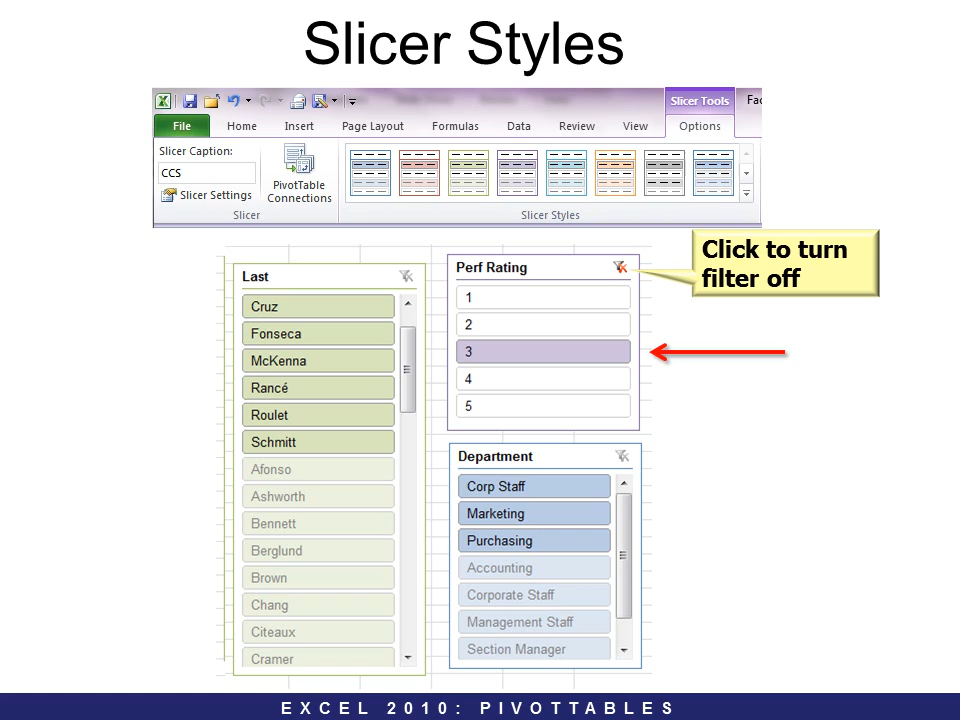 Slicer Styles
Slicer Tools
File Home Insert Page Layout Formulas Data Review View Options
Slicer Caption:
CCS
Slicer Settings
PivotTable
Connections
Slicer
Slicer Styles
Click to turn
filter off
Last
Cruz
Fonseca
McKenna
Rancé
Roulet
Schmitt
Afonso
Ashworth
Bennett
Berglund
Brown
Chang
Citeaux
Cramer
Perf Rating
1
2
3
4
5
Department
Corp Staff
Marketing
Purchasing
Accounting
Corporate Staff
Management Staff
Section Manager
EXCEL 2010: PIVOTTABLES